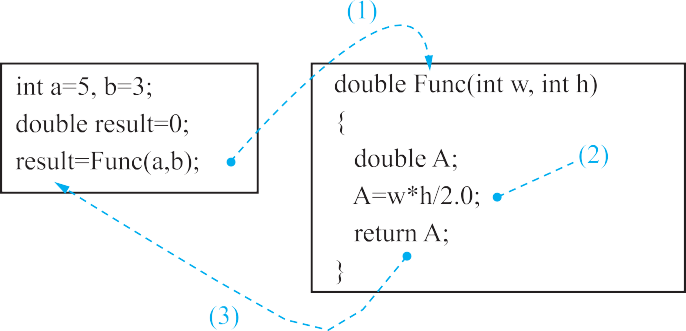 (1)
int a=5, b=3;
double result=0;
result=Func(a,b);
double Func(int w, int h)
{
double A;
A=w*h/2.0;
(2)
return A;
}
(3)